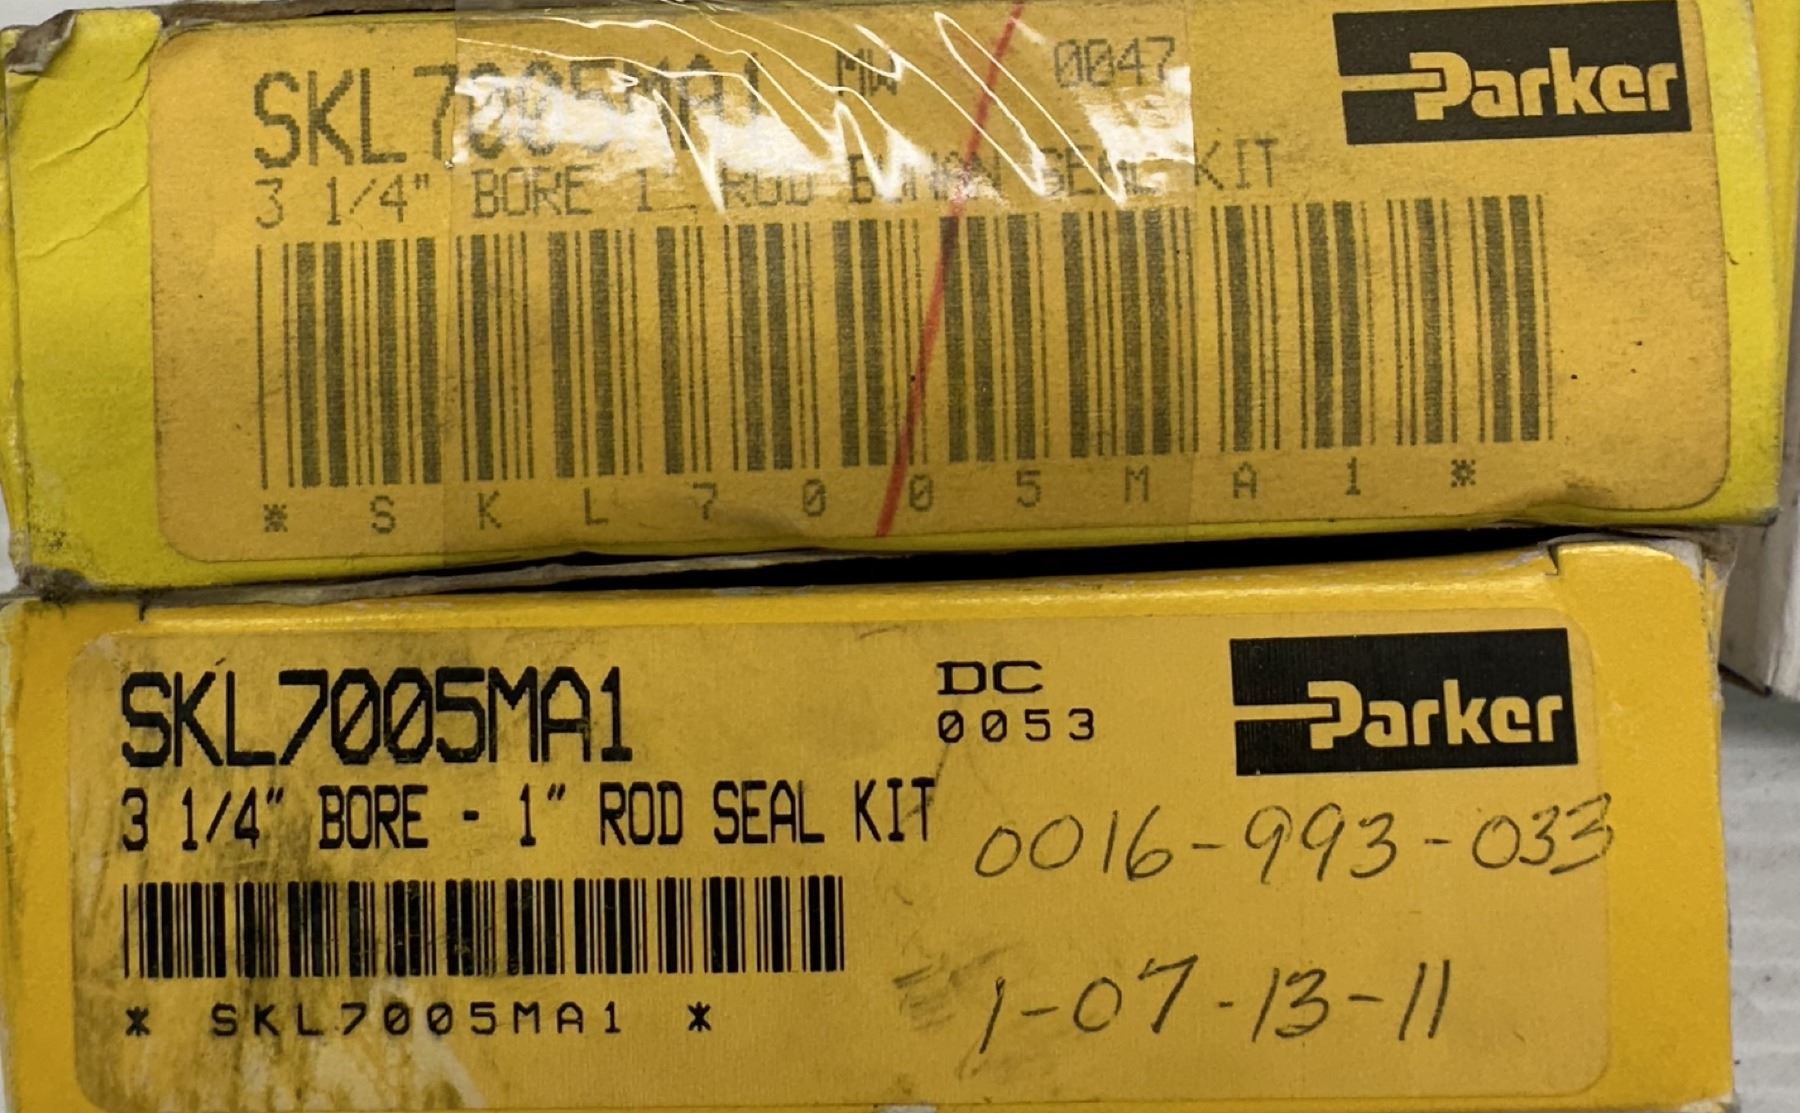 SKL7005MA1 MW 0047 Parker
3 1/4" BORE 1" ROD SEAL KIT
* S K L 7 0 0 5 M A 1 *
SKL7005MA1 DC Parker
0053
3 1/4" BORE - 1" ROD SEAL KIT
0016-993-033
1-07-13-11
* SKL7005MA1 *